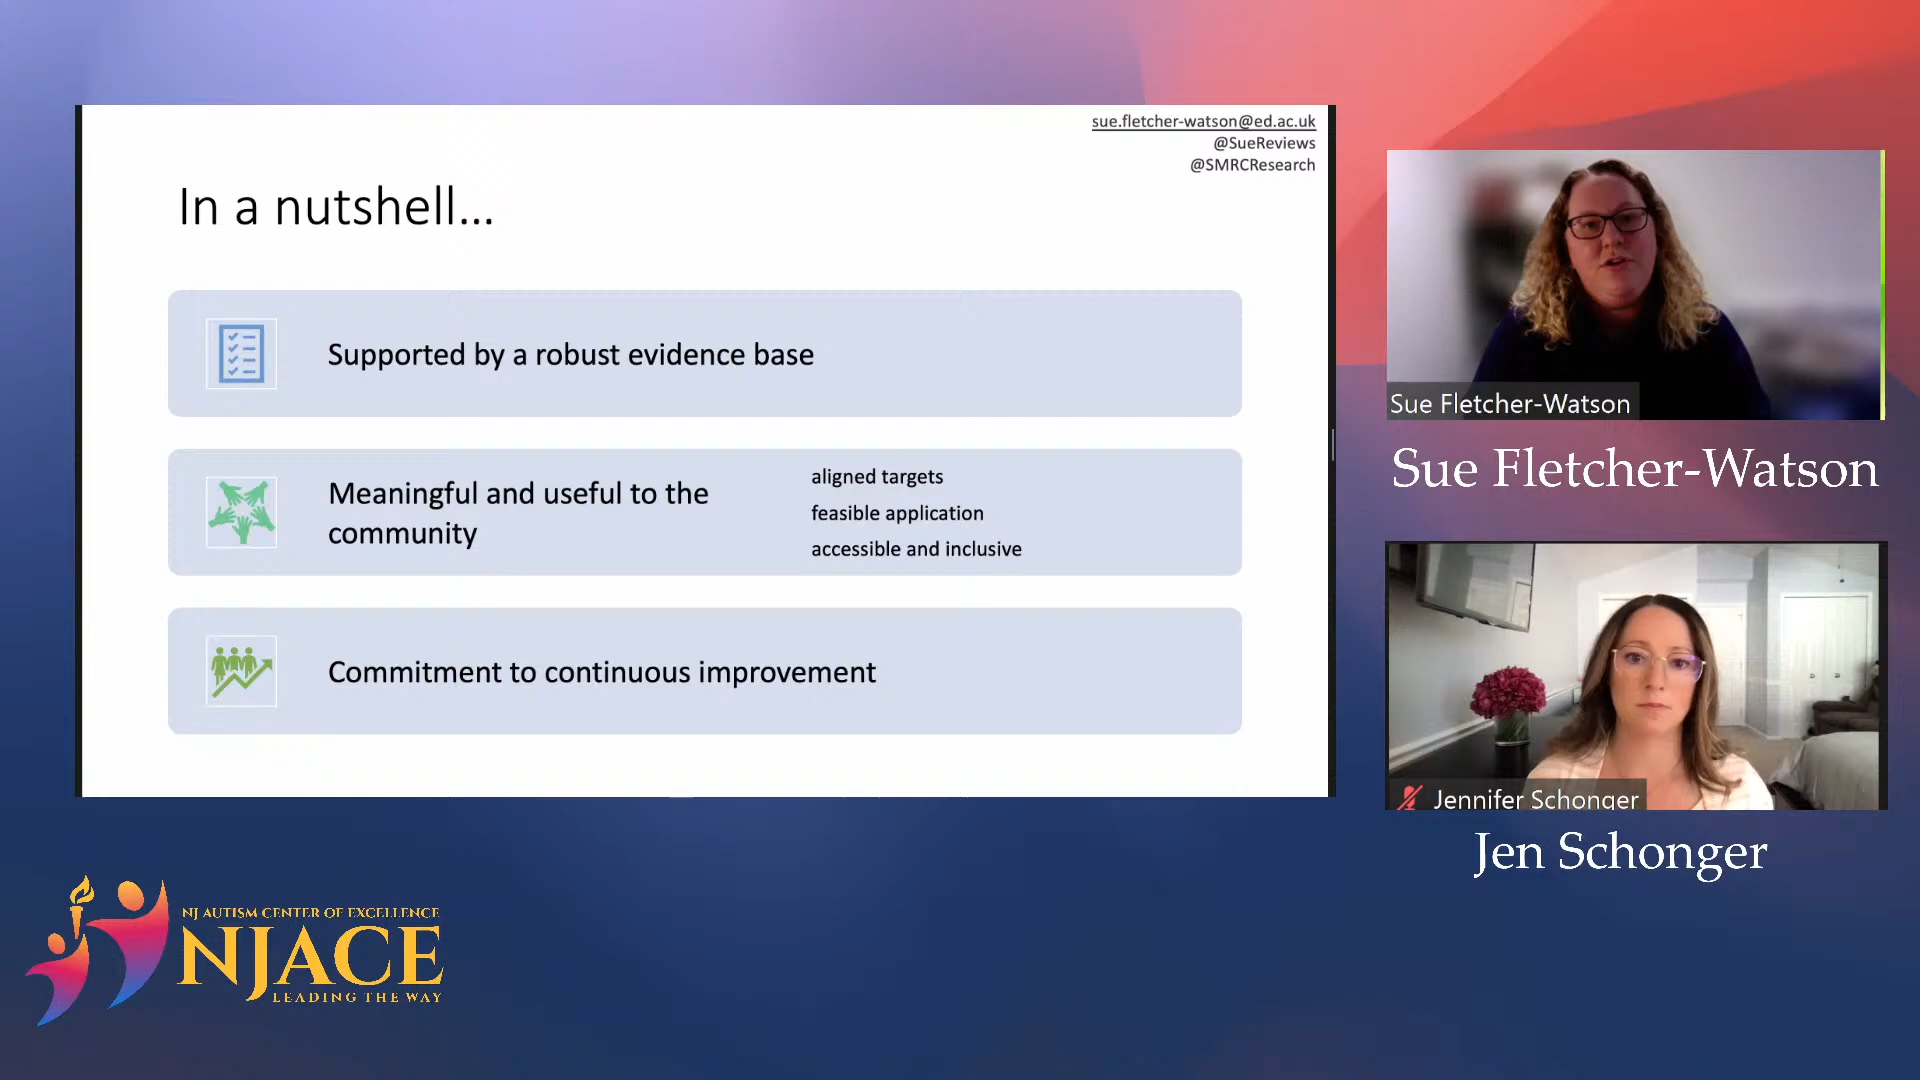 sue.fletcher-watson@ed.ac.uk
@SueReviews
@SMRCResearch
In a nutshell...
Supported by a robust evidence base
Meaningful and useful to the
community
aligned targets
feasible application
accessible and inclusive
Commitment to continuous improvement
Sue Fletcher-Watson
Sue Fletcher-Watson
Jennifer Schonger
Jen Schonger
NJ AUTISM CENTER OF EXCELLENCE
NJACE
LEADING THE WAY